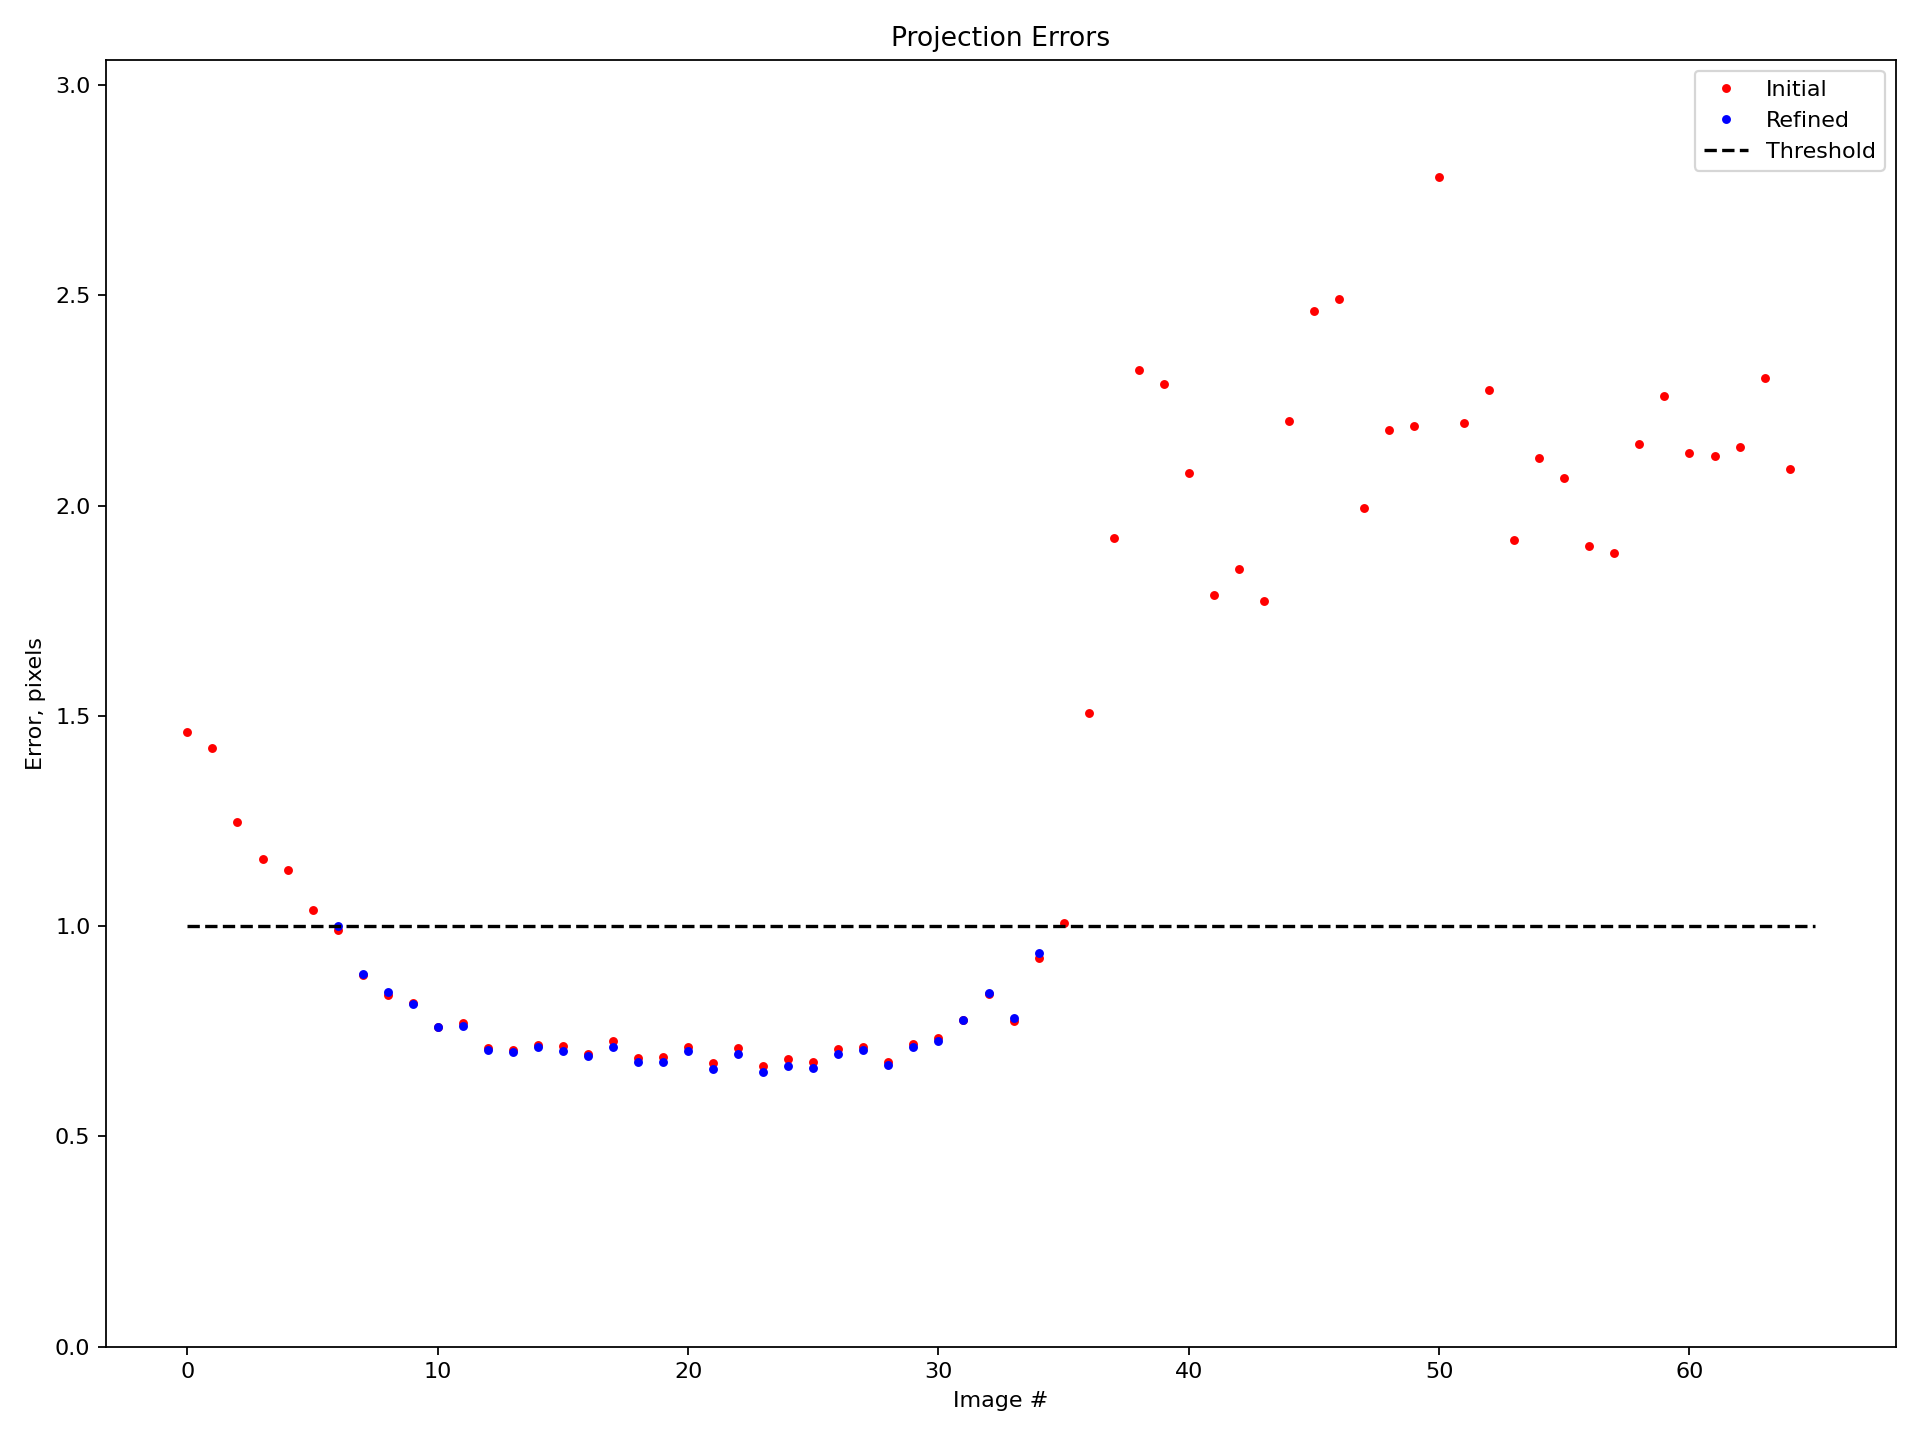 Projection Errors
3.0
2.5
2.0
1.5
1.0
0.5
0.0
Error, pixels
Initial
Refined
Threshold
0 10 20 30 40 50 60
Image #